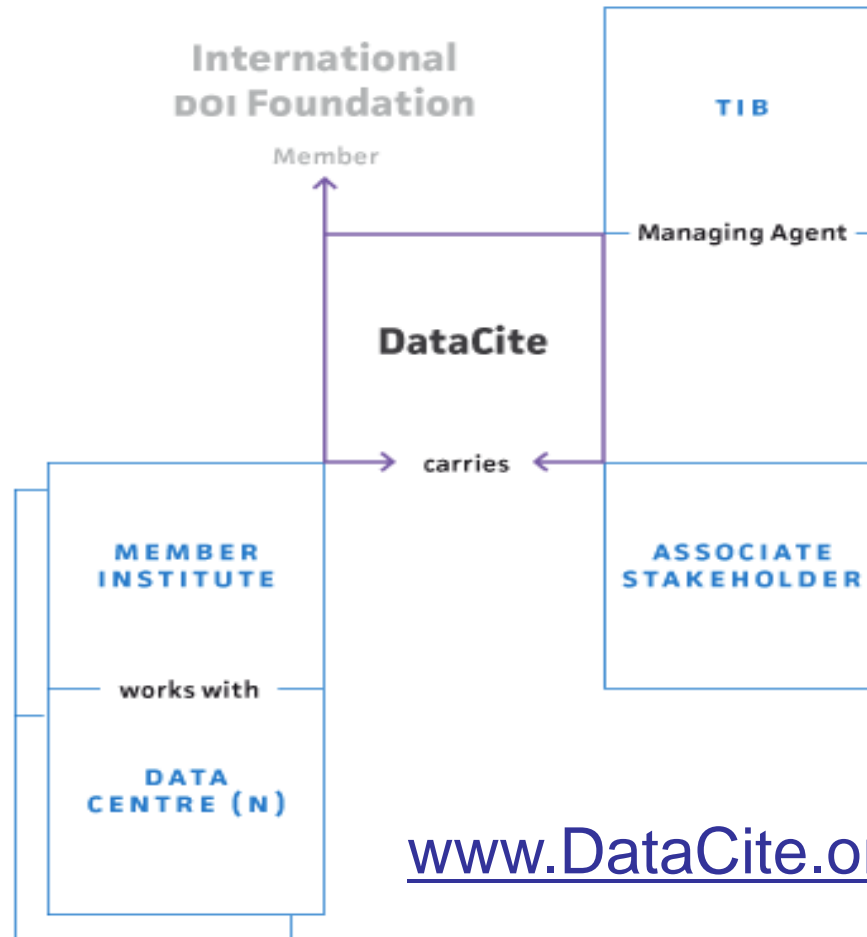 International
DOI Foundation
Member
TIB
Managing Agent
DataCite
carries
MEMBER
INSTITUTE
ASSOCIATE
STAKEHOLDER
works with
DATA
CENTRE (N)
www.DataCite.or